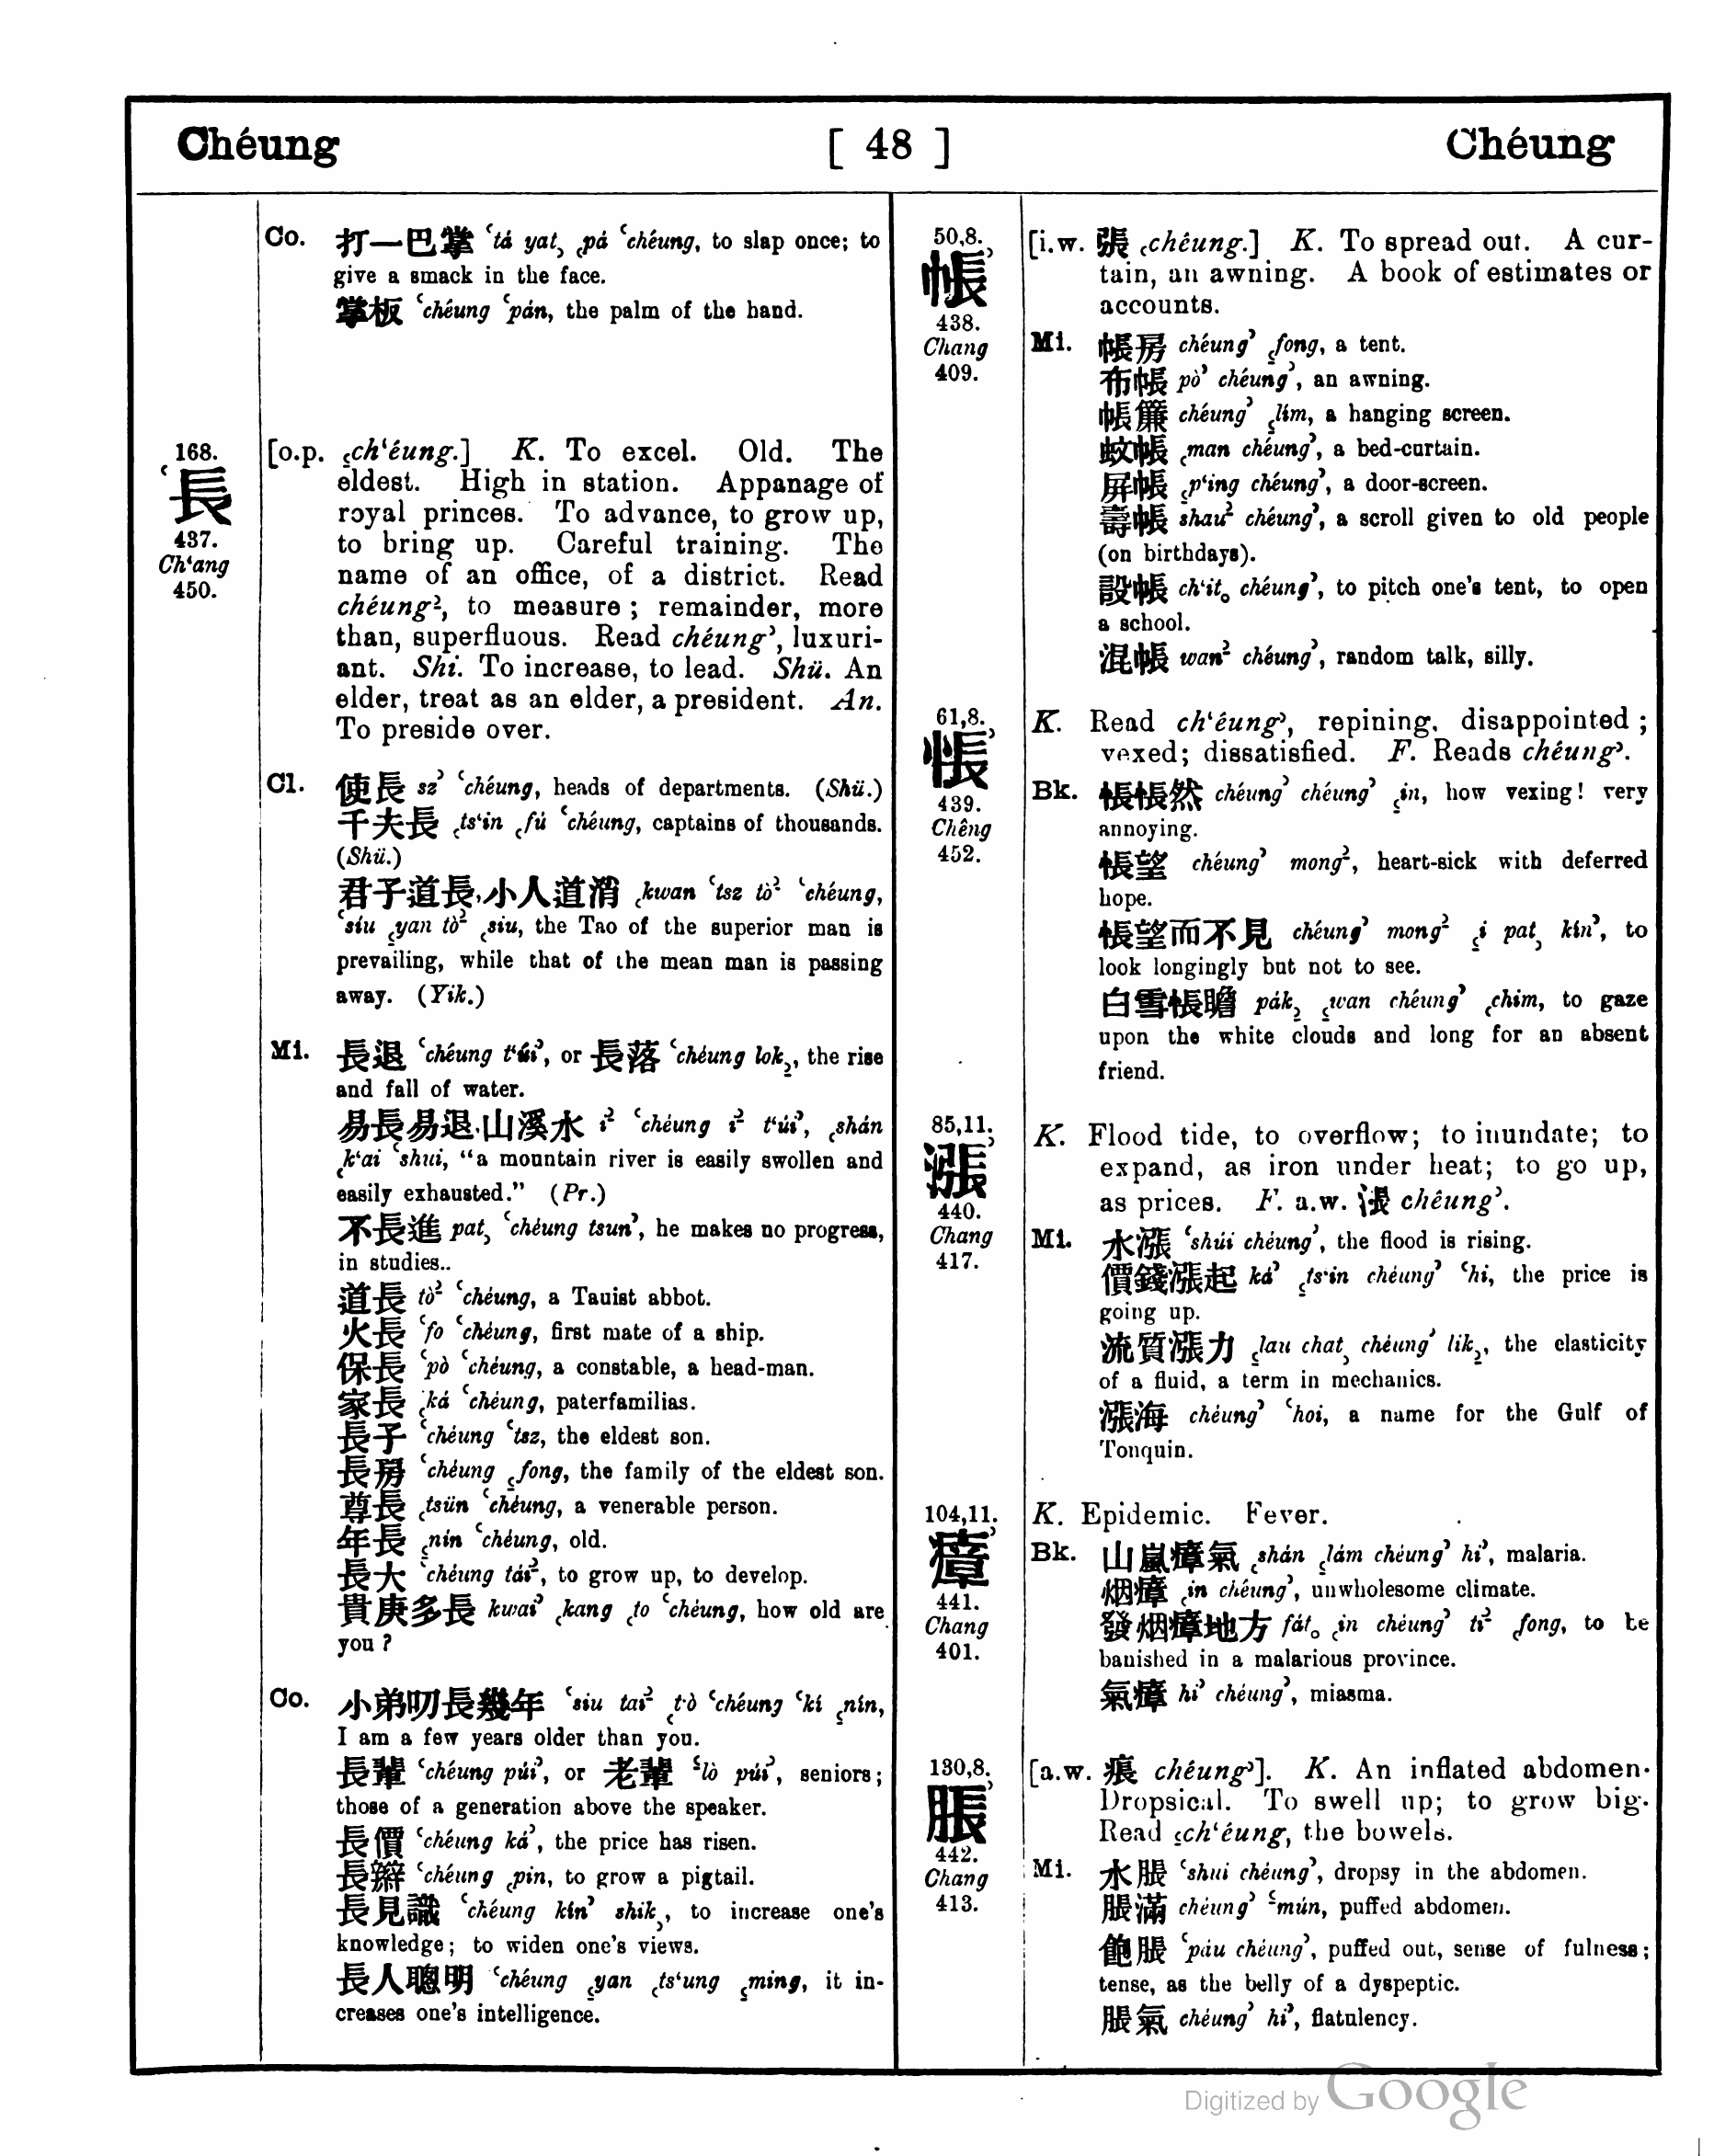 Chéung [ 48 ] Chéung
Co. 打一巴掌 ʿtá yat˒ ˓pá ʿchéung, to slap once; to
give a smack in the face.
掌板 ʿchéung ʿpán, the palm of the hand.
168.
ʿ長
437.
Chʻang
450.
[o.p. ˓chʻéung.] K. To excel. Old. The
eldest. High in station. Appanage of
royal princes. To advance, to grow up,
to bring up. Careful training. The
name of an office, of a district. Read
chéung², to measure; remainder, more
than, superfluous. Read chéung˒, luxuri-
ant. Shi. To increase, to lead. Shü. An
elder, treat as an elder, a president. An.
To preside over.
Cl. 使長 sz˒ ʿchéung, heads of departments. (Shü.)
千夫長 ˓tsʻin ˓fú ʿchéung, captains of thousands.
(Shü.)
君子道長,小人道消 ˓kwan ʿtsz tò² ʿchéung,
ʿsíu ˓yan tò² ˓siu, the Tao of the superior man is
prevailing, while that of the mean man is passing
away. (Yik.)
Mi. 長退 ʿchéung tʻúi˒, or 長落 ʿchéung lok˒, the rise
and fall of water.
易長易退,山溪水 i² ʿchéung i² tʻúi˒, ˓shán
˓kʻai ʿshui, “a mountain river is easily swollen and
easily exhausted.” (Pr.)
不長進 pat˒ ʿchéung tsun˒, he makes no progress,
in studies..
道長 tò² ʿchéung, a Tauist abbot.
火長 ʿfo ʿchéung, first mate of a ship.
保長 ʿpò ʿchéung, a constable, a head-man.
家長 ˓ká ʿchéung, paterfamilias.
長子 ʿchéung ʿtsz, the eldest son.
長房 ʿchéung ˓fong, the family of the eldest son.
尊長 ˓tsün ʿchéung, a venerable person.
年長 ˓nín ʿchéung, old.
長大 ʿchéung tái², to grow up, to develop.
貴庚多長 kwai˒ ˓kang ˓to ʿchéung, how old are
you ?
Co. 小弟叨長幾年 ʿsiu tai² ˓tʻò ʿchéung ʿkí ˓nín,
I am a few years older than you.
長輩 ʿchéung púi˒, or 老輩 ʿlò púi˒, seniors;
those of a generation above the speaker.
長價 ʿchéung ká˒, the price has risen.
長辮 ʿchéung ˓pin, to grow a pigtail.
長見識 ʿchéung kín˒ shik˒, to increase one's
knowledge; to widen one's views.
長人聰明 ʿchéung ˓yan ˓tsʻung ˓ming, it in-
creases one's intelligence.
50,8.
帳˒
438.
Chang
409.
[i.w. 張 ˓chéung.] K. To spread out. A cur-
tain, an awning. A book of estimates or
accounts.
Mi. 帳房 chéung˒ ˓fong, a tent.
布帳 pò˒ chéung˒, an awning.
帳簾 chéung˒ ˓lím, a hanging screen.
蚊帳 ˓man chéung˒, a bed-curtain.
屏帳 ˓pʻing chéung˒, a door-screen.
壽帳 shau² chéung˒, a scroll given to old people
(on birthdays).
設帳 chʻit˳ chéung˒, to pitch one's tent, to open
a school.
混帳 wan² chéung˒, random talk, silly.
61,8.
悵˒
439.
Chêng
452.
K. Read chʻéung˒, repining, disappointed;
vexed; dissatisfied. F. Reads chéung˒.
Bk. 悵悵然 chéung˒ chéung˒ ˓in, how vexing! very
annoying.
悵望 chéung˒ mong², heart-sick with deferred
hope.
悵望而不見 chéung˒ mong² ˓i pat˒ kín˒, to
look longingly but not to see.
白雲悵瞻 pák˒ ˓wan chéung˒ ˓chim, to gaze
upon the white clouds and long for an absent
friend.
85,11.
漲˒
440.
Chang
417.
K. Flood tide, to overflow; to inundate; to
expand, as iron under heat; to go up,
as prices. F. a.w. 涱 chéung˒.
Mi. 水漲 ʿshúi chéung˒, the flood is rising.
價錢漲起 ká˒ ˓tsʻin chéung˒ ʿhi, the price is
going up.
流質漲力 ˓lau chat˒ chéung˒ lik˒, the elasticity
of a fluid, a term in mechanics.
漲海 chéung˒ ʿhoi, a name for the Gulf of
Tonquin.
104,11.
瘴˒
441.
Chang
401.
K. Epidemic. Fever.
Bk. 山嵐瘴氣 ˓shán ˓lám chéung˒ hi˒, malaria.
烟瘴 ˓in chéung˒, unwholesome climate.
發烟瘴地方 fát˳ ˓in chéung˒ ti² ˓fong, to be
banished in a malarious province.
氣瘴 hi˒ chéung˒, miasma.
130,8.
脹˒
442.
Chang
413.
[a.w. 痮 chéung˒]. K. An inflated abdomen.
Dropsical. To swell up; to grow big.
Read ˓chʻéung, the bowels.
Mi. 水脹 ʿshui chéung˒, dropsy in the abdomen.
脹滿 chéung˒ ʿmún, puffed abdomen.
飽脹 ʿpáu chéung˒, puffed out, sense of fulness;
tense, as the belly of a dyspeptic.
脹氣 chéung˒ hi˒, flatulency.
Digitized by Google